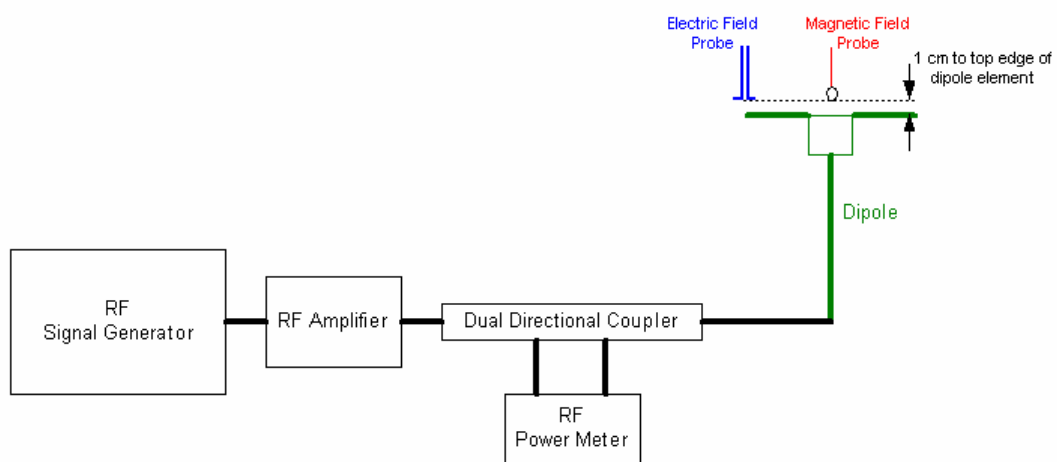 Electric Field
Probe
Magnetic Field
Probe
1 cm to top edge of
dipole element
Dipole
RF
Signal Generator
RF Amplifier
Dual Directional Coupler
RF
Power Meter